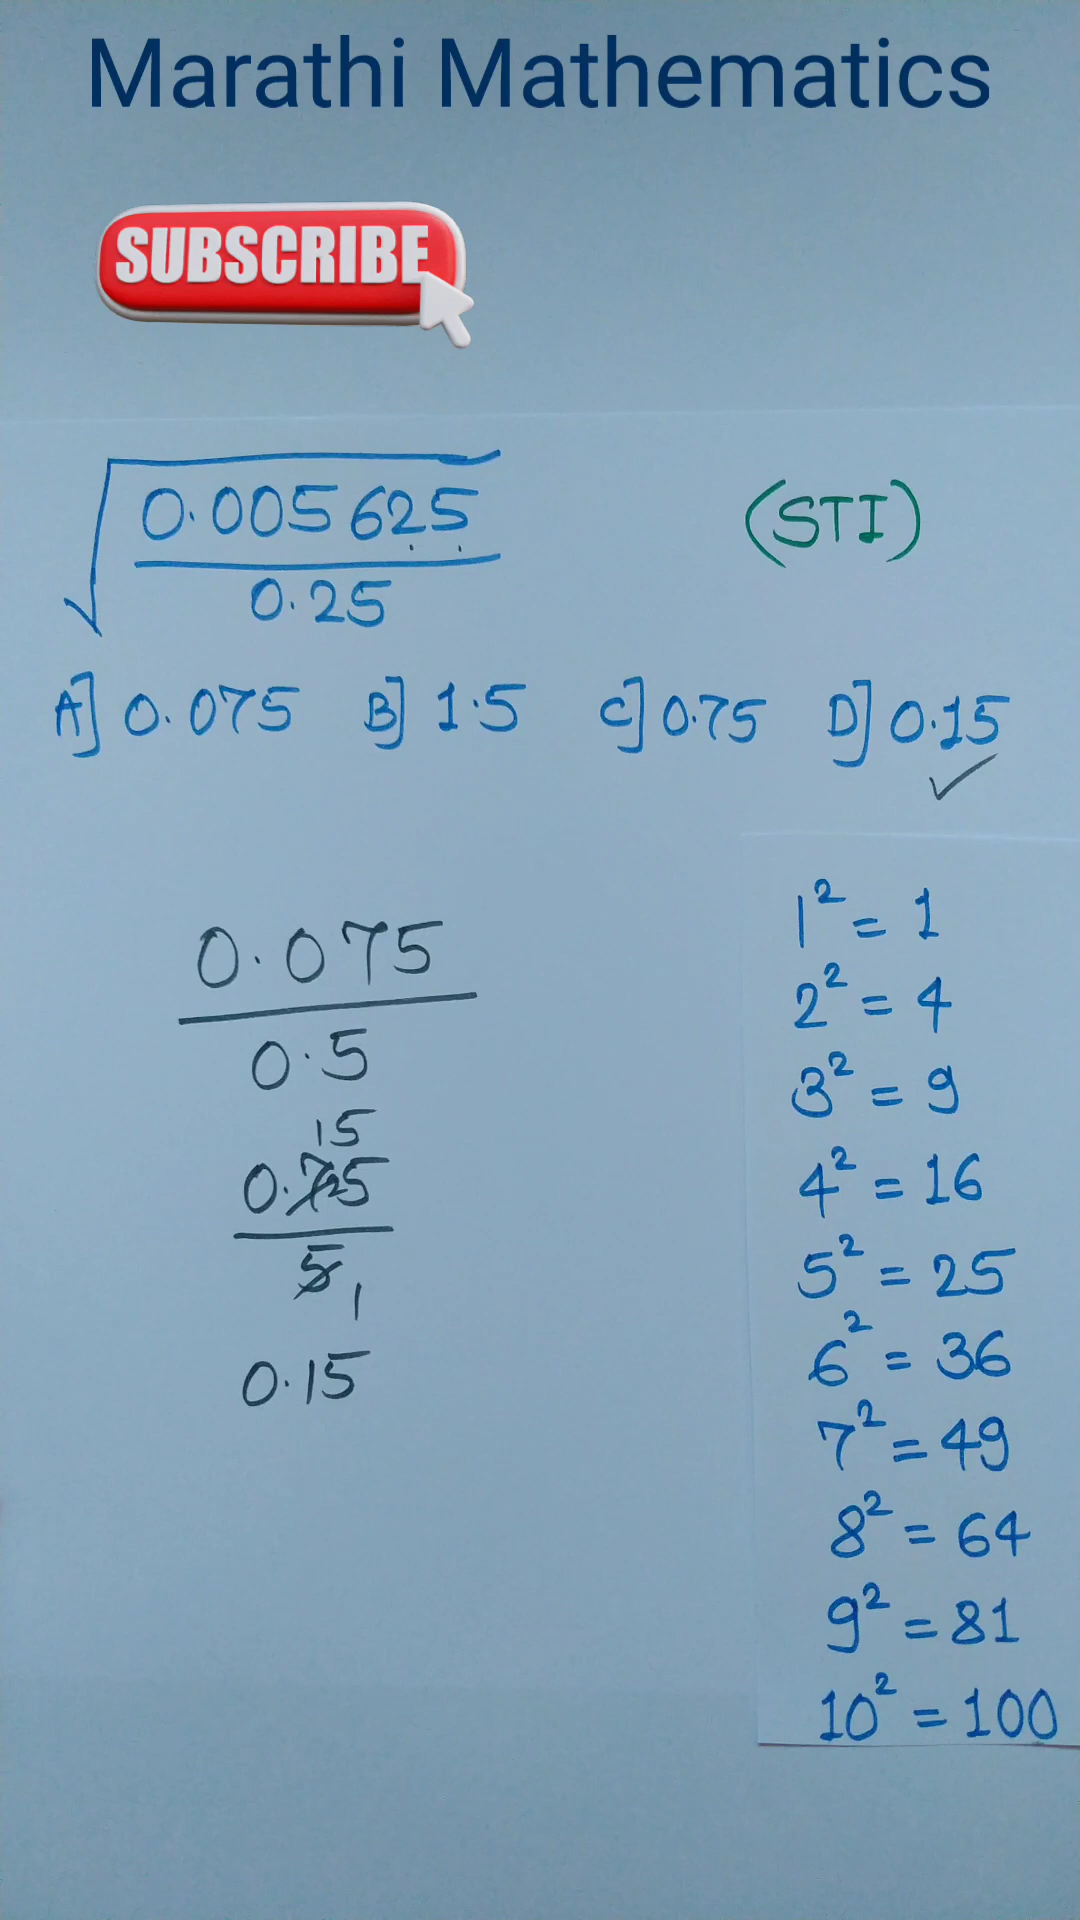 Marathi Mathematics
SUBSCRIBE
√(0.005625 / 0.25) (STI)
A] 0.075 B] 1.5 C] 0.75 D] 0.15 ✓
0.075
0.5
15
0.75
5 1
0.15
1² = 1
2² = 4
3² = 9
4² = 16
5² = 25
6² = 36
7² = 49
8² = 64
9² = 81
10² = 100